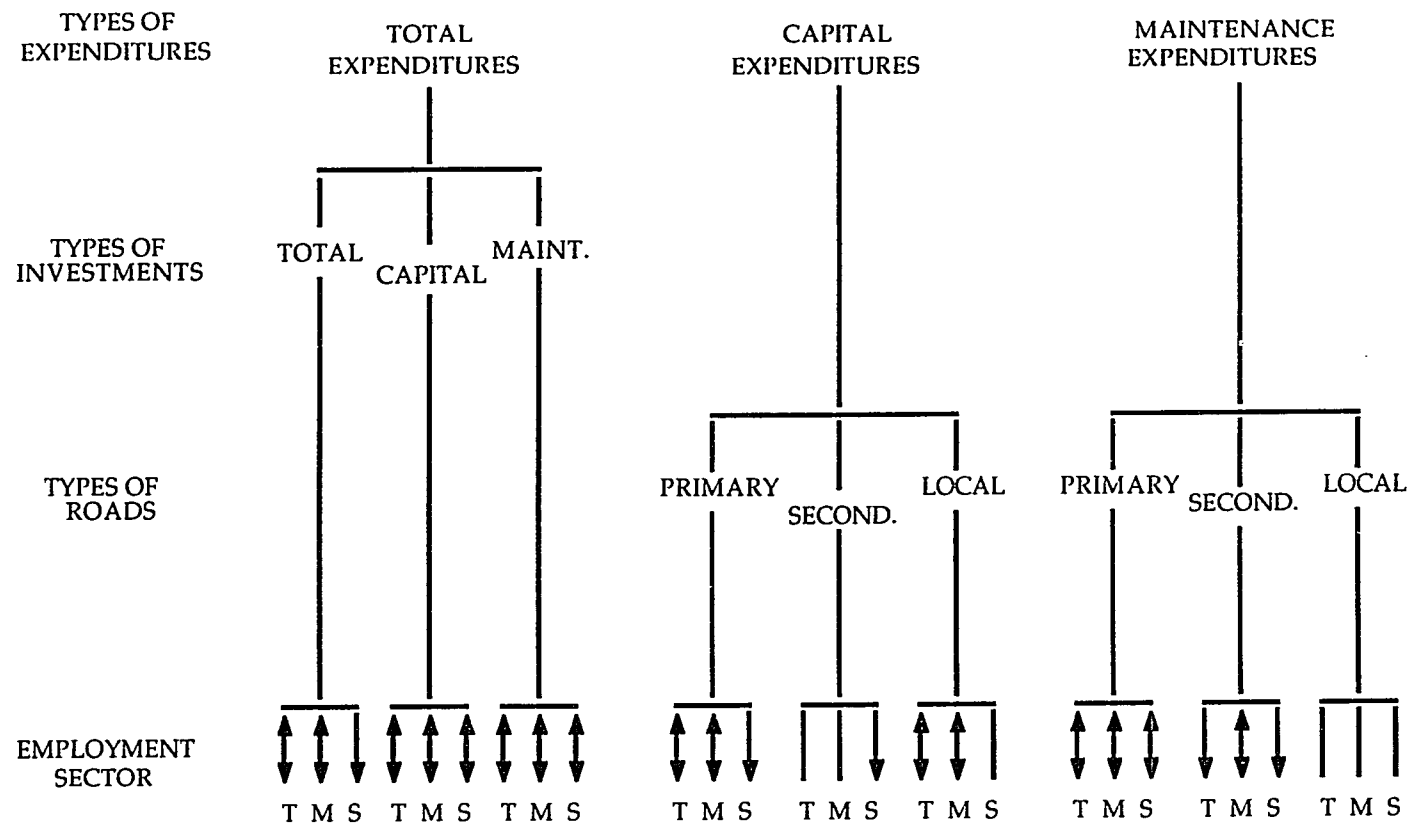 TYPES OF
EXPENDITURES
TOTAL
EXPENDITURES
CAPITAL
EXPENDITURES
MAINTENANCE
EXPENDITURES
TYPES OF
INVESTMENTS
TOTAL
CAPITAL
MAINT.
TYPES OF
ROADS
PRIMARY
SECOND.
LOCAL
PRIMARY
SECOND.
LOCAL
EMPLOYMENT
SECTOR
T M S T M S T M S T M S T M S T M S T M S T M S T M S